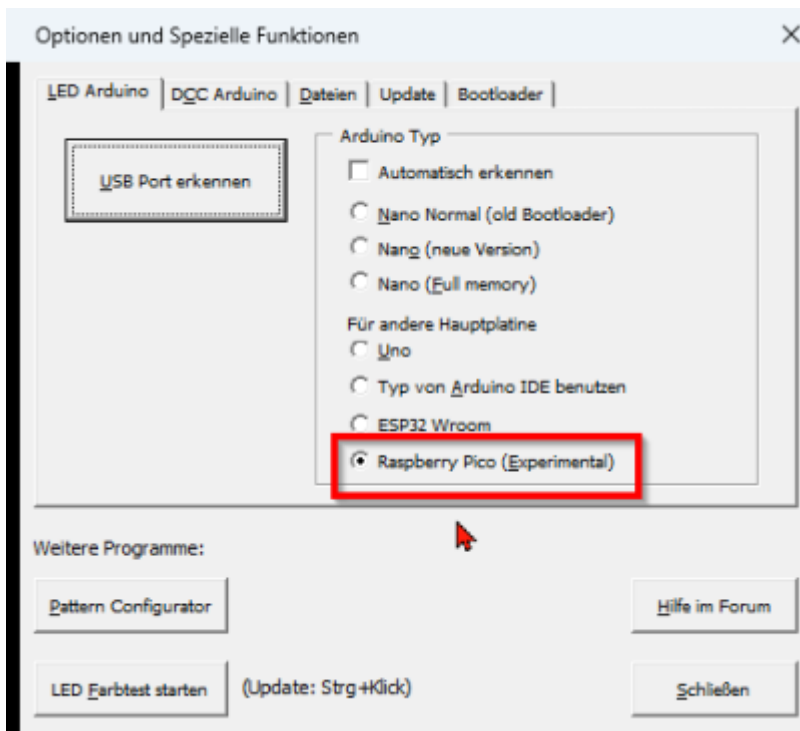 Optionen und Spezielle Funktionen
LED Arduino
DCC Arduino
Dateien
Update
Bootloader
USB Port erkennen
Arduino Typ
Automatisch erkennen
Nano Normal (old Bootloader)
Nano (neue Version)
Nano (Full memory)
Für andere Hauptplatine
Uno
Typ von Arduino IDE benutzen
ESP32 Wroom
Raspberry Pico (Experimental)
Weitere Programme:
Pattern Configurator
Hilfe im Forum
LED Farbtest starten
(Update: Strg+Klick)
Schließen